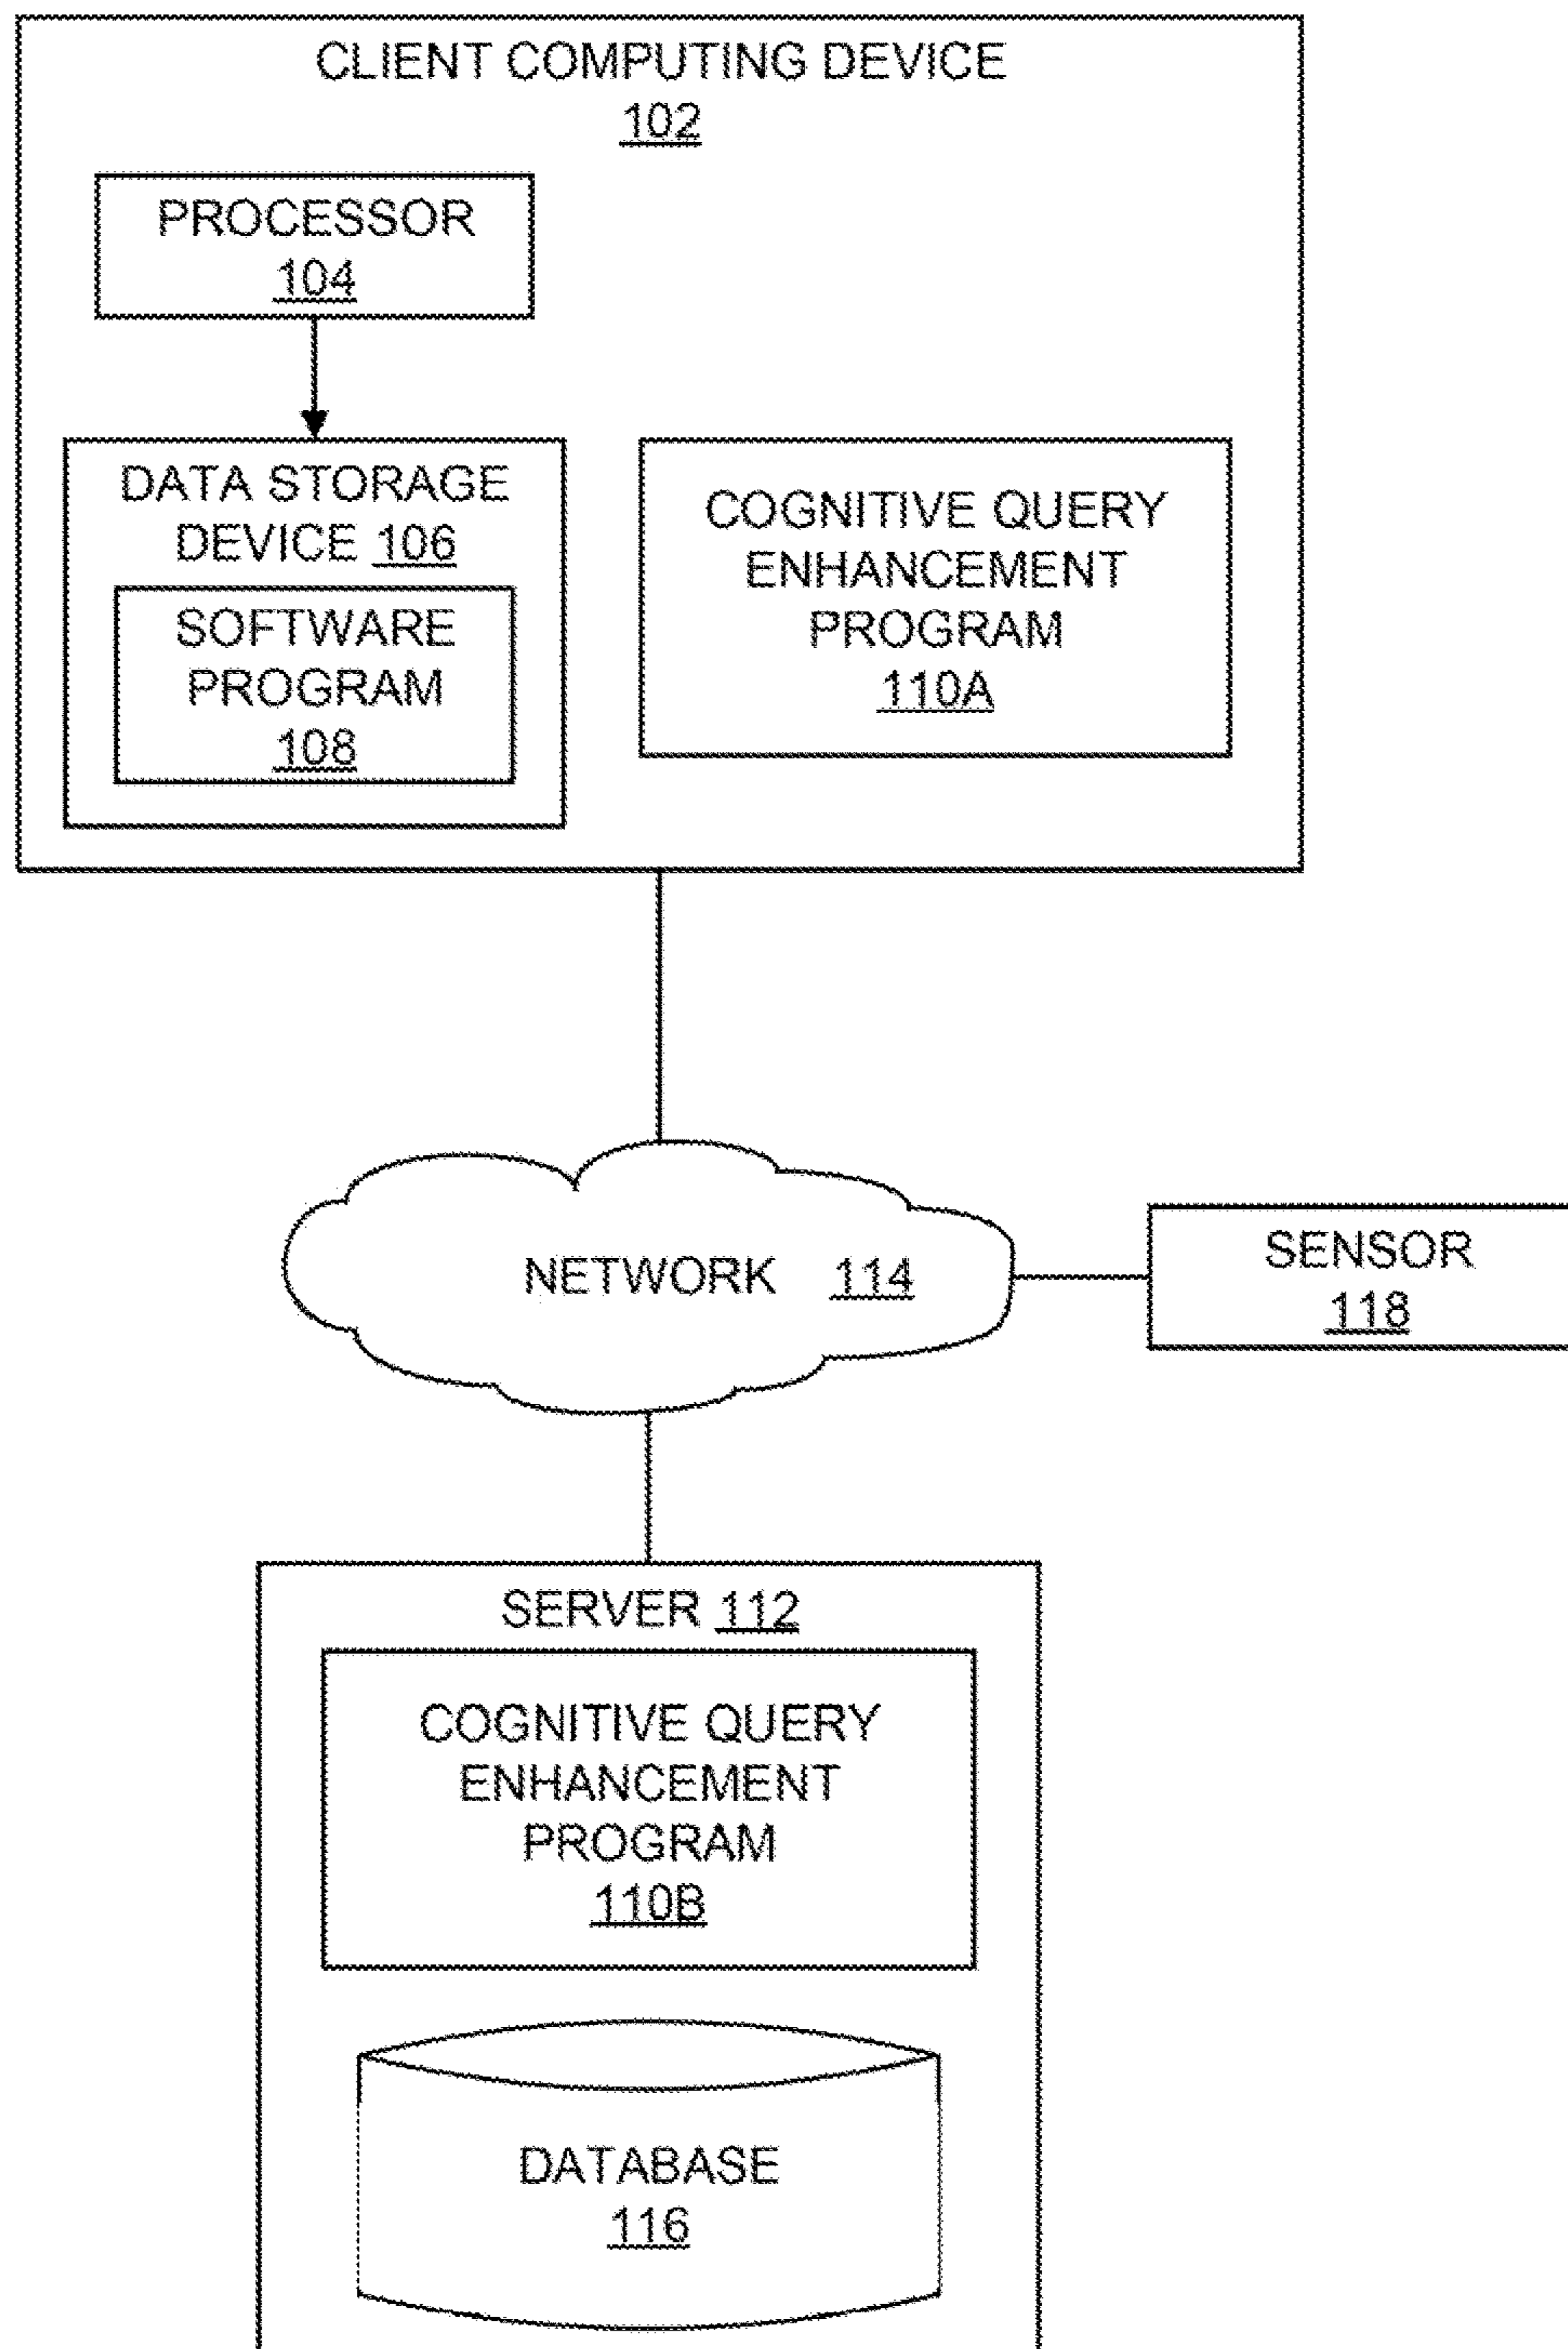 CLIENT COMPUTING DEVICE
102
PROCESSOR
104
DATA STORAGE
DEVICE 106
SOFTWARE
PROGRAM
108
COGNITIVE QUERY
ENHANCEMENT
PROGRAM
110A
NETWORK 114
SENSOR
118
SERVER 112
COGNITIVE QUERY
ENHANCEMENT
PROGRAM
110B
DATABASE
116